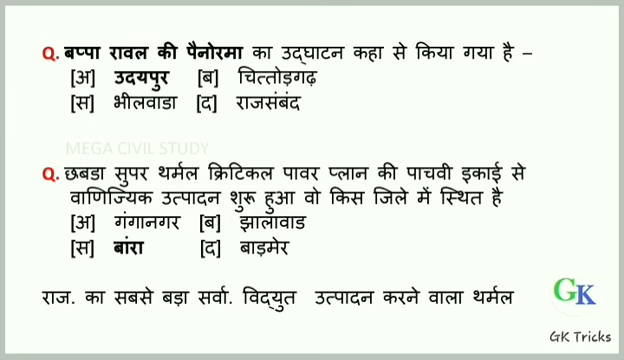 Q. बप्पा रावल की पैनोरमा का उद्घाटन कहा से किया गया है –
[अ] उदयपुर [ब] चित्तोड़गढ़
[स] भीलवाडा [द] राजसंबंद
MEGA CIVIL STUDY
Q. छबडा सुपर थर्मल क्रिटिकल पावर प्लान की पाचवी इकाई से
वाणिज्यिक उत्पादन शुरू हुआ वो किस जिले में स्थित है
[अ] गंगानगर [ब] झालावाड
[स] बांरा [द] बाड़मेर
राज. का सबसे बड़ा सर्वा. विद्युत उत्पादन करने वाला थर्मल
GK
GK Tricks